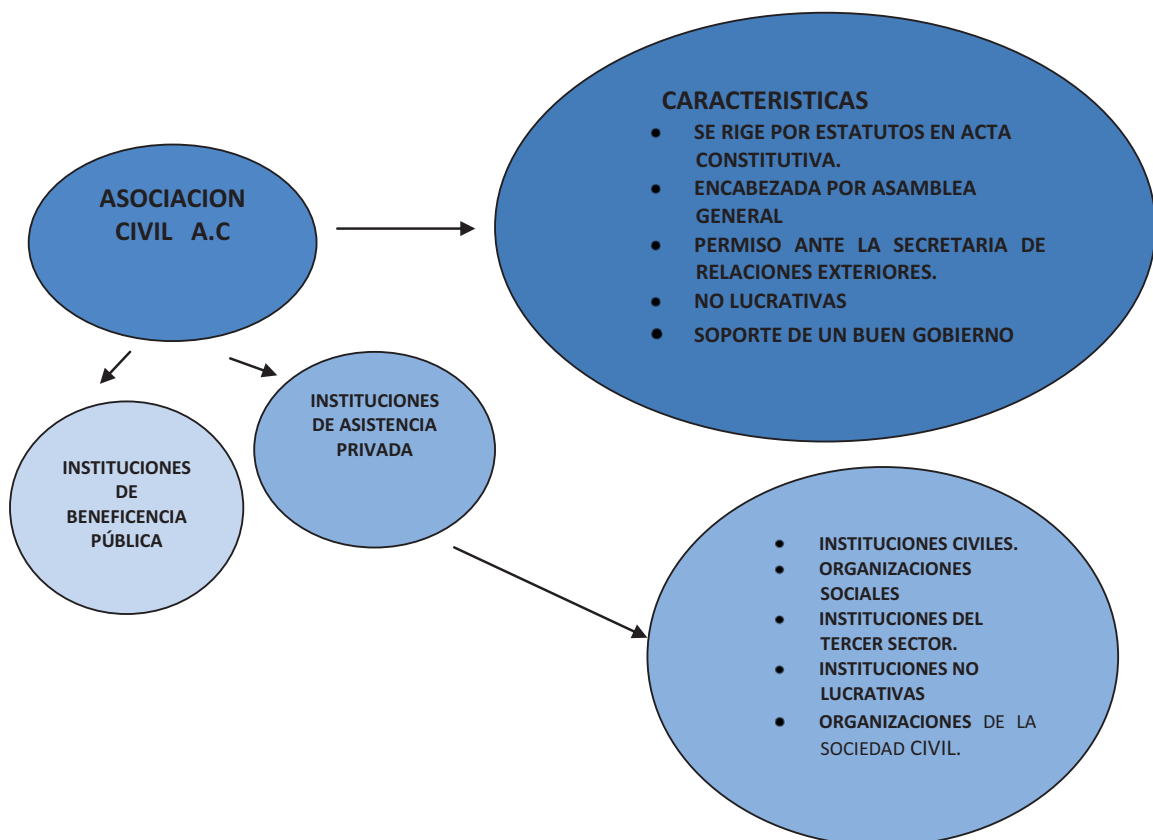 ASOCIACION
CIVIL A.C
CARACTERISTICAS
• SE RIGE POR ESTATUTOS EN ACTA
CONSTITUTIVA.
• ENCABEZADA POR ASAMBLEA
GENERAL
• PERMISO ANTE LA SECRETARIA DE
RELACIONES EXTERIORES.
• NO LUCRATIVAS
• SOPORTE DE UN BUEN GOBIERNO
INSTITUCIONES
DE
BENEFICENCIA
PÚBLICA
INSTITUCIONES
DE ASISTENCIA
PRIVADA
• INSTITUCIONES CIVILES.
• ORGANIZACIONES
SOCIALES
• INSTITUCIONES DEL
TERCER SECTOR.
• INSTITUCIONES NO
LUCRATIVAS
• ORGANIZACIONES DE LA
SOCIEDAD CIVIL.